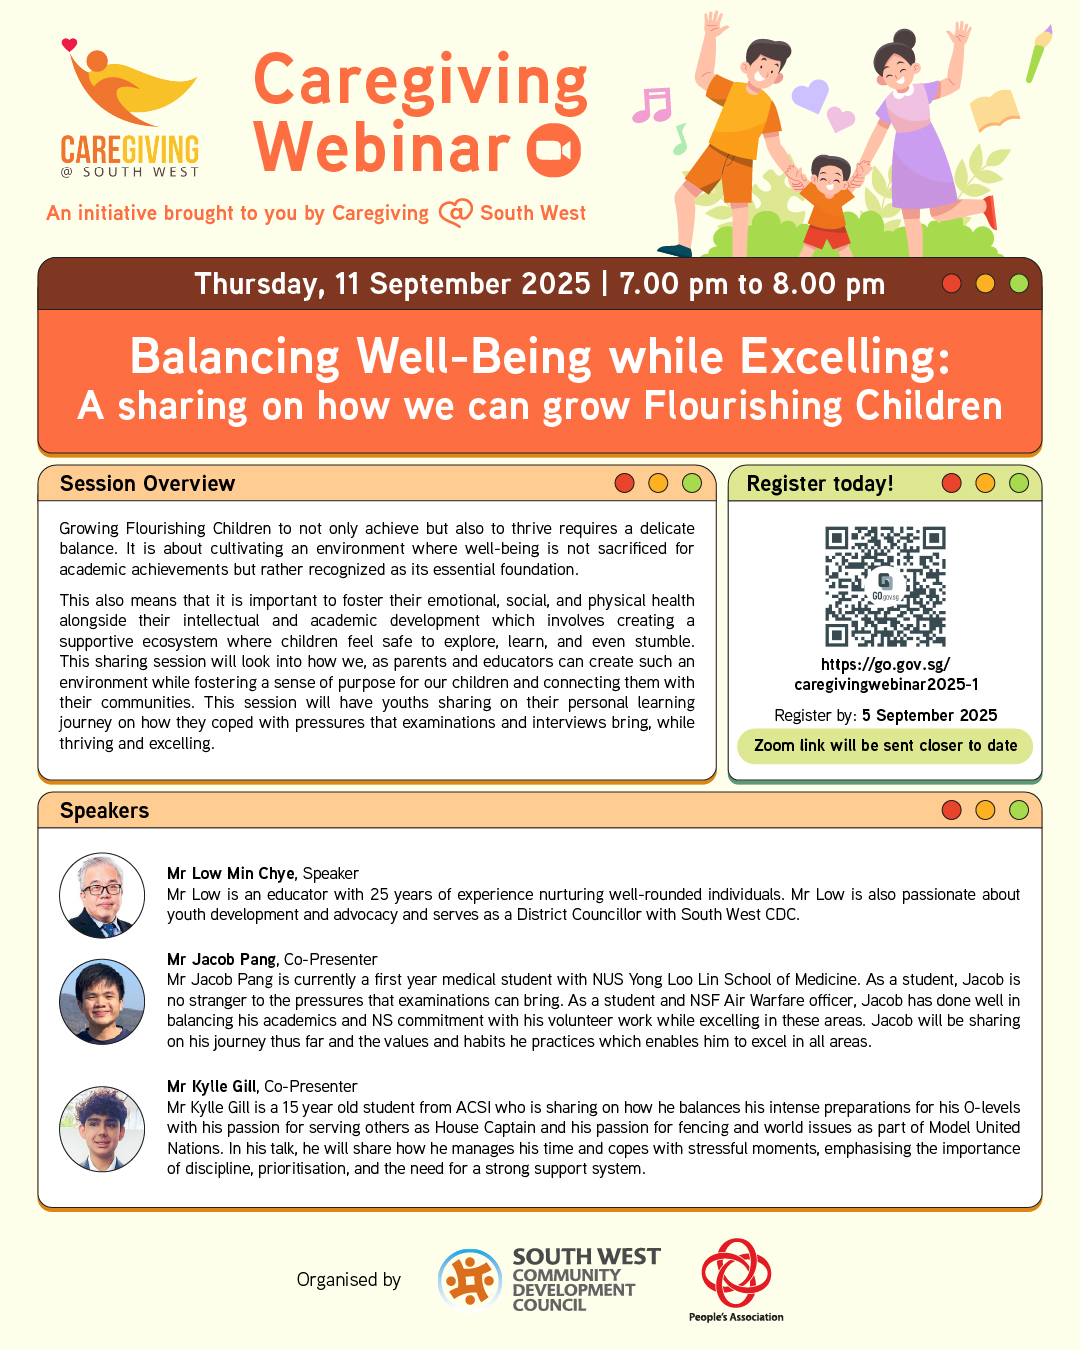 CAREGIVING
@ SOUTH WEST
Caregiving
Webinar
An initiative brought to you by Caregiving @ South West
Thursday, 11 September 2025 | 7.00 pm to 8.00 pm
Balancing Well-Being while Excelling:
A sharing on how we can grow Flourishing Children
Session Overview
Growing Flourishing Children to not only achieve but also to thrive requires a delicate
balance. It is about cultivating an environment where well-being is not sacrificed for
academic achievements but rather recognized as its essential foundation.
This also means that it is important to foster their emotional, social, and physical health
alongside their intellectual and academic development which involves creating a
supportive ecosystem where children feel safe to explore, learn, and even stumble.
This sharing session will look into how we, as parents and educators can create such an
environment while fostering a sense of purpose for our children and connecting them with
their communities. This session will have youths sharing on their personal learning
journey on how they coped with pressures that examinations and interviews bring, while
thriving and excelling.
Register today!
GOgov.sg
https://go.gov.sg/
caregivingwebinar2025-1
Register by: 5 September 2025
Zoom link will be sent closer to date
Speakers
Mr Low Min Chye, Speaker
Mr Low is an educator with 25 years of experience nurturing well-rounded individuals. Mr Low is also passionate about
youth development and advocacy and serves as a District Councillor with South West CDC.
Mr Jacob Pang, Co-Presenter
Mr Jacob Pang is currently a first year medical student with NUS Yong Loo Lin School of Medicine. As a student, Jacob is
no stranger to the pressures that examinations can bring. As a student and NSF Air Warfare officer, Jacob has done well in
balancing his academics and NS commitment with his volunteer work while excelling in these areas. Jacob will be sharing
on his journey thus far and the values and habits he practices which enables him to excel in all areas.
Mr Kylle Gill, Co-Presenter
Mr Kylle Gill is a 15 year old student from ACSI who is sharing on how he balances his intense preparations for his O-levels
with his passion for serving others as House Captain and his passion for fencing and world issues as part of Model United
Nations. In his talk, he will share how he manages his time and copes with stressful moments, emphasising the importance
of discipline, prioritisation, and the need for a strong support system.
Organised by
SOUTH WEST
COMMUNITY
DEVELOPMENT
COUNCIL
People's Association